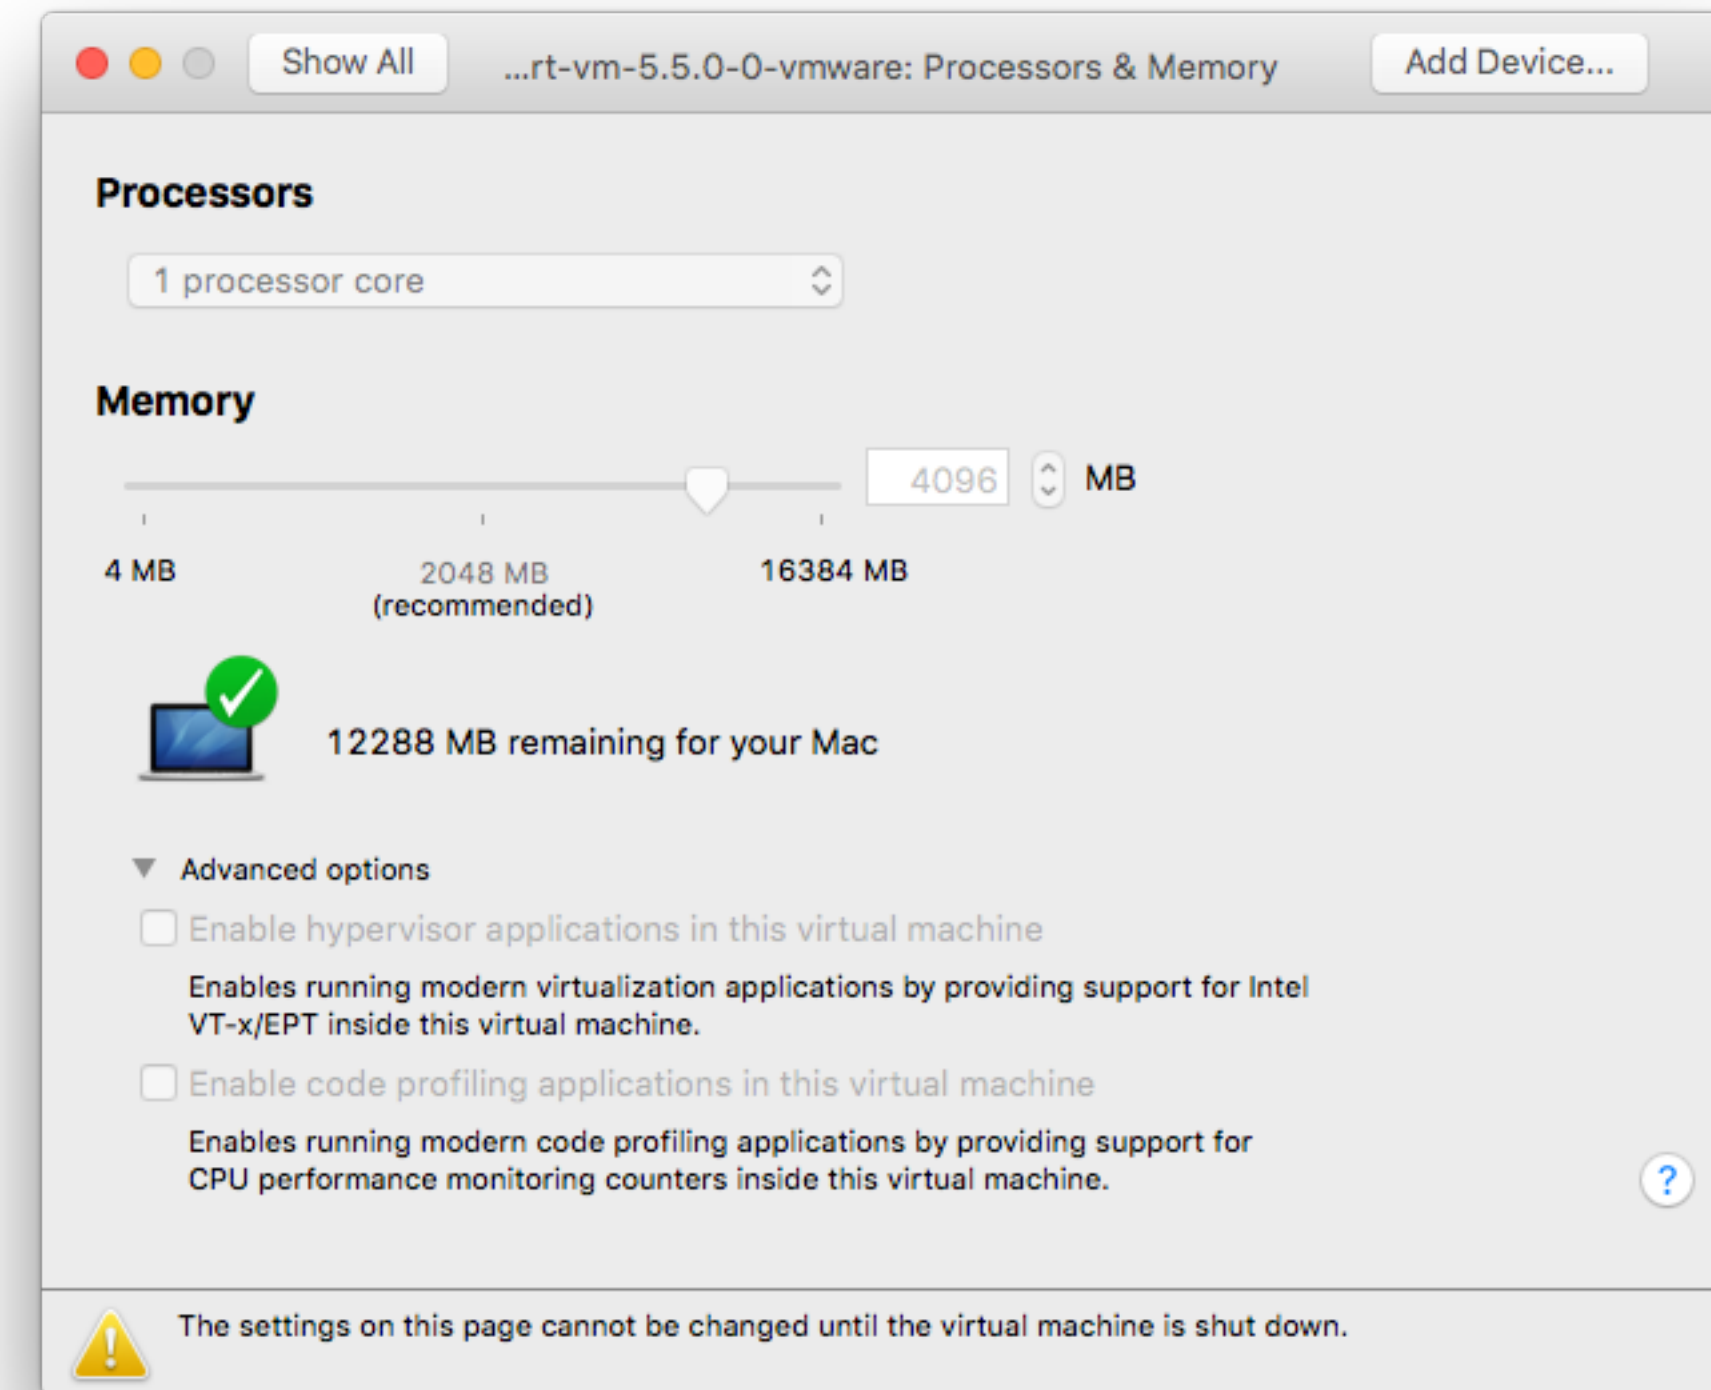 Show All
...rt-vm-5.5.0-0-vmware: Processors & Memory
Add Device...
Processors
1 processor core
Memory
4096
MB
4 MB
2048 MB
(recommended)
16384 MB
12288 MB remaining for your Mac
Advanced options
Enable hypervisor applications in this virtual machine
Enables running modern virtualization applications by providing support for Intel
VT-x/EPT inside this virtual machine.
Enable code profiling applications in this virtual machine
Enables running modern code profiling applications by providing support for
CPU performance monitoring counters inside this virtual machine.
?
The settings on this page cannot be changed until the virtual machine is shut down.